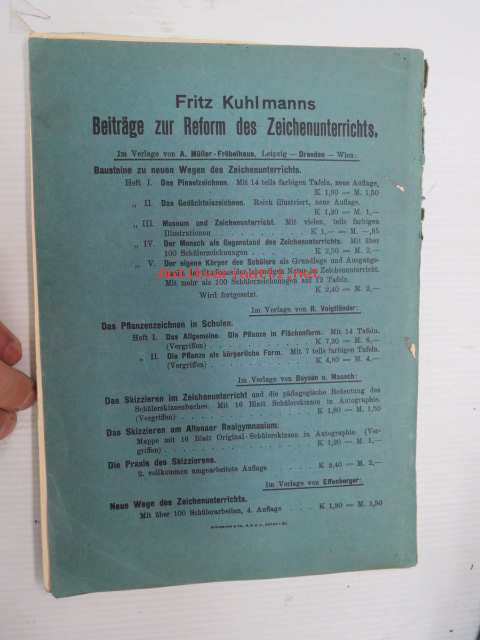 Fritz Kuhlmanns
Beiträge zur Reform des Zeichenunterrichts.
Im Verlage von A. Müller-Fröbelhaus, Leipzig — Dresden — Wien:
Bausteine zu neuen Wegen des Zeichenunterrichts.
Heft I. Das Pinselzeichnen. Mit 14 teils farbigen Tafeln, neue Auflage,
K 1,80 = M. 1,50
„ II. Das Gedächtniszeichnen. Reich illustriert, neue Auflage.
K 1,20 = M. 1,—
„ III. Museum und Zeichenunterricht. Mit vielen, teils farbigen
Illustrationen . . . . . . . K 1,— = M. —,85
„ IV. Der Mensch als Gegenstand des Zeichenunterrichts. Mit über
100 Schülerzeichnungen . . . . K 2,50 = M. 2,—
„ V. Der eigene Körper des Schülers als Grundlage und Ausgangs-
Natur im Zeichenunterricht.
Mit mehr als 100 Schülerzeichnungen auf 12 Tafeln.
Wird fortgesetzt. K 2,40 = M. 2,—
Im Verlage von R. Voigtländer:
Das Pflanzenzeichnen in Schulen.
Heft I. Das Allgemeine. Die Pflanze in Flächenform. Mit 14 Tafeln.
(Vergriffen) . . . . . . . K 7,20 = M. 6,—
„ II. Die Pflanze als körperliche Form. Mit 7 teils farbigen Tafeln.
(Vergriffen) . . . . . . . K 4,80 = M. 4,—
Im Verlage von Boysen u. Maasch:
Das Skizzieren im Zeichenunterricht und die pädagogische Bedeutung des
Schülerskizzenbuches. Mit 16 Blatt Schülerskizzen in Autographie.
(Vergriffen) . . . . . . . K 1,80 = M. 1,50
Das Skizzieren am Altonaer Realgymnasium.
Mappe mit 16 Blatt Original-Schülerskizzen in Autographie. (Ver-
griffen) . . . . . . . K 1,20 = M. 1,—
Die Praxis des Skizzierens.
2. vollkommen umgearbeitete Auflage . . . . K 2,40 = M. 2,—
Im Verlage von Effenberger:
Neue Wege des Zeichenunterrichts.
Mit über 100 Schülerarbeiten, 4. Auflage . . . . K 1,80 = M. 1,50